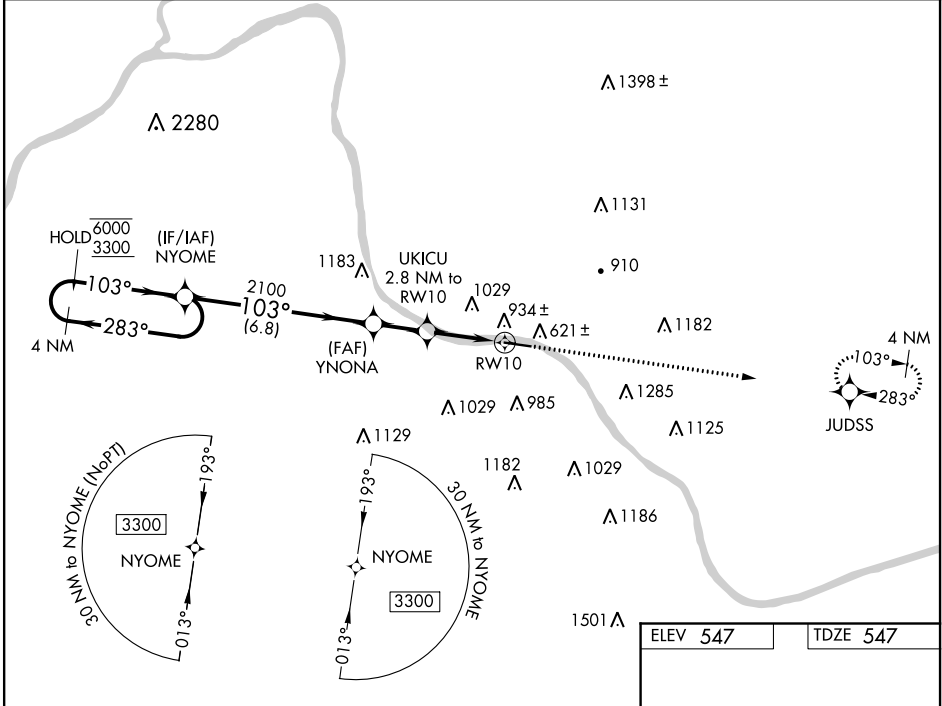 1398 ±
2280
1131
HOLD 6000
3300
(IF/IAF)
NYOME
1183
UKICU
2.8 NM to
RW10
910
103°
2100
103°
(6.8)
1029
934 ±
621 ±
1182
283°
4 NM
(FAF)
YNONA
RW10
4 NM
103°
283°
JUDSS
1285
1029
985
1125
1129
1182
1029
1186
30 NM to NYOME (NoPT)
193°
3300
NYOME
013°
193°
30 NM to NYOME
NYOME
3300
013°
1501
ELEV 547
TDZE 547